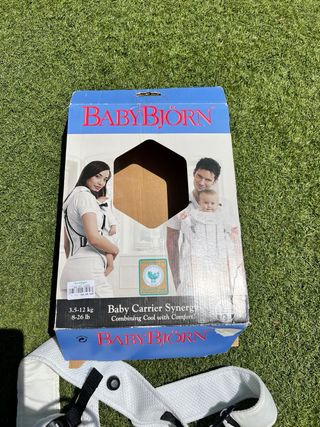 BABYBJÖRN
3.5-12 kg
8-26 lb
Baby Carrier Synergy
Combining Cool with Comfort
BABYBJÖRN